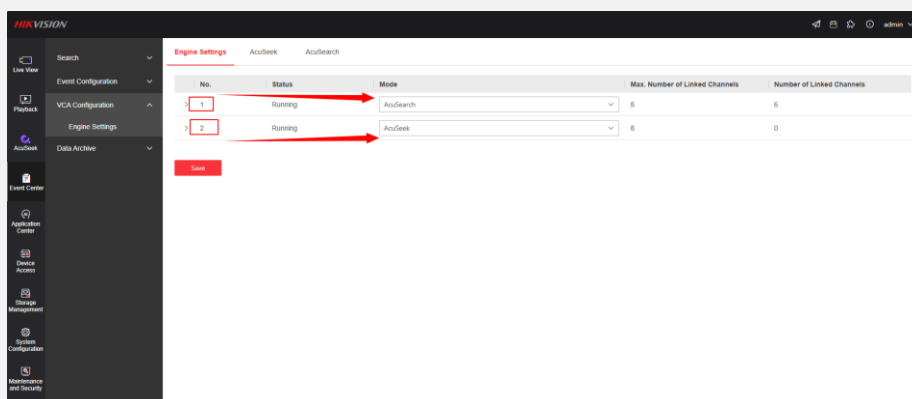 HIKVISION
admin
Live View
Playback
AcuSeek
Event Center
Application
Center
Device
Access
Storage
Management
System
Configuration
Maintenance
and Security
Search
Event Configuration
VCA Configuration
Engine Settings
Data Archive
Engine Settings AcuSeek AcuSearch
No. Status Mode Max. Number of Linked Channels Number of Linked Channels
1 Running AcuSearch 8 6
2 Running AcuSeek 8 0
Save